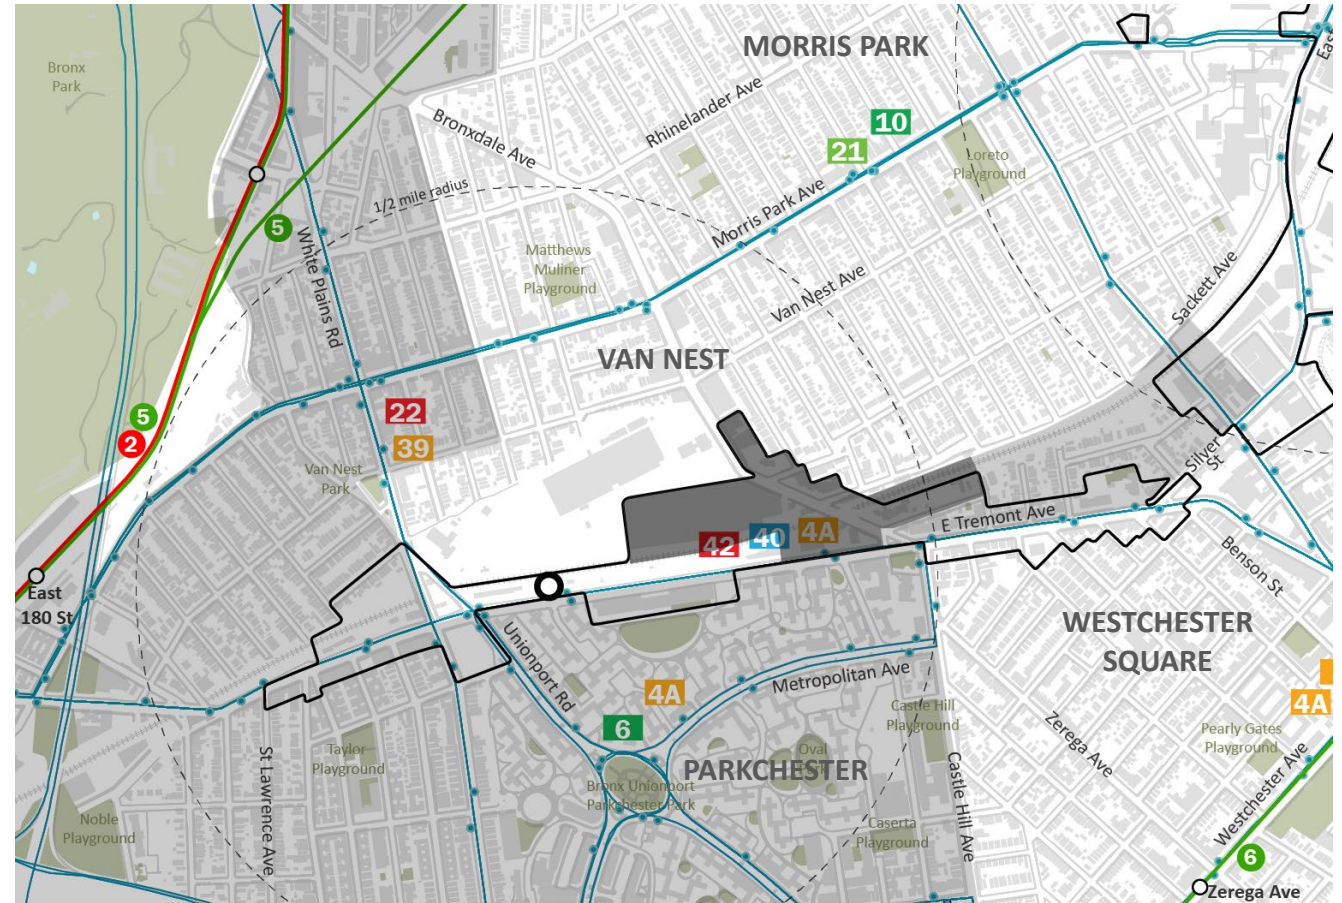 MORRIS PARK
Bronx
Park
Rhinelander Ave
Bronxdale Ave
10
21
Loreto
Playground
1/2 mile radius
5
White Plains Rd
Morris Park Ave
Matthews
Muliner
Playground
Van Nest Ave
Sackett Ave
VAN NEST
5
2
22
39
Van Nest
Park
Silver
St
E Tremont Ave
42
40
4A
Benson St
East
180 St
WESTCHESTER
SQUARE
Unionport Rd
Metropolitan Ave
4A
6
Castle Hill
Playground
4A
Zerega Ave
Pearly Gates
Playground
St Lawrence Ave
Taylor
Playground
PARKCHESTER
Oval
Bronx Unionport
Parkchester Park
Castle Hill Ave
Westchester Ave
Noble
Playground
Caserta
Playground
6
Zerega Ave